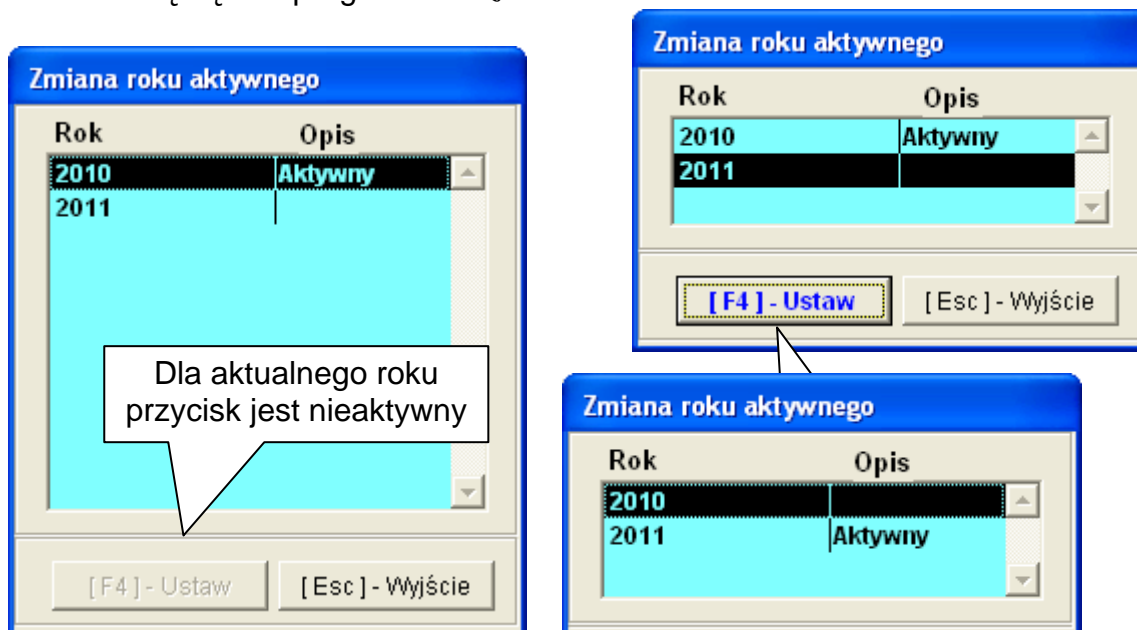 Zmiana roku aktywnego
Rok Opis
2010 Aktywny
2011
Dla aktualnego roku
przycisk jest nieaktywny
[ F4 ] - Ustaw [ Esc ] - Wyjście
Zmiana roku aktywnego
Rok Opis
2010 Aktywny
2011
[ F4 ] - Ustaw [ Esc ] - Wyjście
Zmiana roku aktywnego
Rok Opis
2010
2011 Aktywny